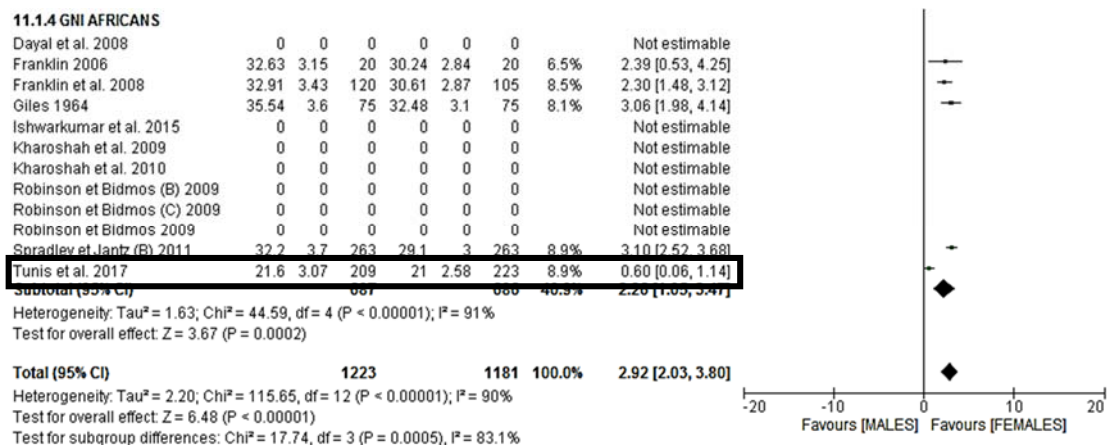 11.1.4 GNI AFRICANS
Dayal et al. 2008 0 0 0 0 0 0 Not estimable
Franklin 2006 32.63 3.15 20 30.24 2.84 20 6.5% 2.39 [0.53, 4.25]
Franklin et al. 2008 32.91 3.43 120 30.61 2.87 105 8.5% 2.30 [1.48, 3.12]
Giles 1964 35.54 3.6 75 32.48 3.1 75 8.1% 3.06 [1.98, 4.14]
Ishwarkumar et al. 2015 0 0 0 0 0 0 Not estimable
Kharoshah et al. 2009 0 0 0 0 0 0 Not estimable
Kharoshah et al. 2010 0 0 0 0 0 0 Not estimable
Robinson et Bidmos (B) 2009 0 0 0 0 0 0 Not estimable
Robinson et Bidmos (C) 2009 0 0 0 0 0 0 Not estimable
Robinson et Bidmos 2009 0 0 0 0 0 0 Not estimable
Spradley et Jantz (B) 2011 32.2 3.7 263 29.1 3 263 8.9% 3.10 [2.52, 3.68]
Tunis et al. 2017 21.6 3.07 209 21 2.58 223 8.9% 0.60 [0.06, 1.14]
Subtotal (95% CI) 687 686 40.9%
Heterogeneity: Tau² = 1.63; Chi² = 44.59, df = 4 (P < 0.00001); I² = 91%
Test for overall effect: Z = 3.67 (P = 0.0002)
Total (95% CI) 1223 1181 100.0% 2.92 [2.03, 3.80]
Heterogeneity: Tau² = 2.20; Chi² = 115.65, df = 12 (P < 0.00001); I² = 90%
Test for overall effect: Z = 6.48 (P < 0.00001)
Test for subgroup differences: Chi² = 17.74, df = 3 (P = 0.0005), I² = 83.1%
-20 -10 0 10 20
Favours [MALES] Favours [FEMALES]